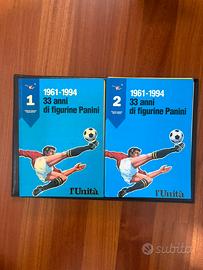 1
1961-1994
33 anni
di figurine Panini
l'Unità
2
1961-1994
33 anni
di figurine Panini
l'Unità
subito